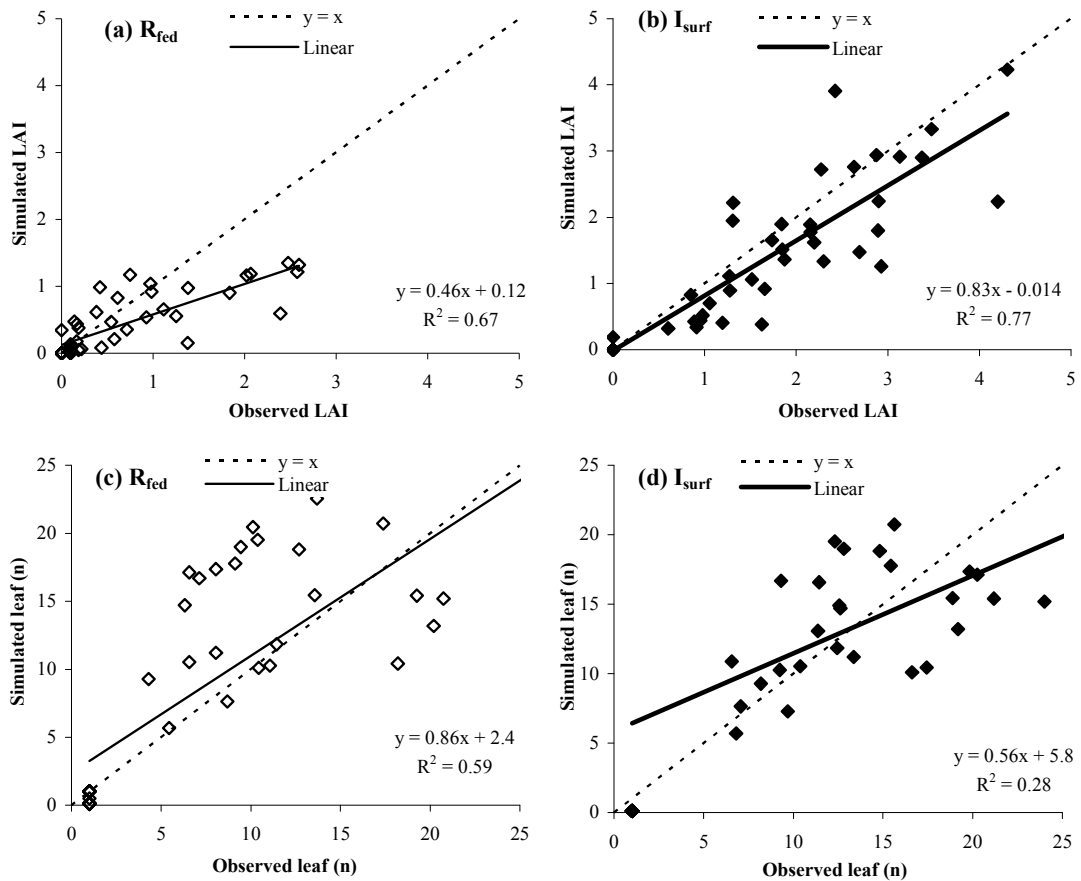 (a) R_fed
y = x
Linear
5
4
3
2
1
0
Simulated LAI
y = 0.46x + 0.12
R² = 0.67
0 1 2 3 4 5
Observed LAI
(b) I_surf
y = x
Linear
5
4
3
2
1
0
Simulated LAI
y = 0.83x - 0.014
R² = 0.77
0 1 2 3 4 5
Observed LAI
(c) R_fed
y = x
Linear
25
20
15
10
5
0
Simulated leaf (n)
y = 0.86x + 2.4
R² = 0.59
0 5 10 15 20 25
Observed leaf (n)
(d) I_surf
y = x
Linear
25
20
15
10
5
0
Simulated leaf (n)
y = 0.56x + 5.8
R² = 0.28
0 5 10 15 20 25
Observed leaf (n)